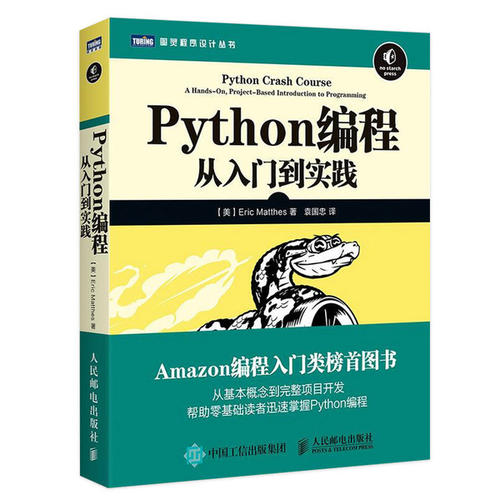 TURING
图灵程序设计丛书
no starch
press
Python Crash Course
A Hands-On, Project-Based Introduction to Programming
Python编程
从入门到实践
【美】Eric Matthes 著 袁国忠 译
Amazon编程入门类榜首图书
从基本概念到完整项目开发
帮助零基础读者迅速掌握Python编程
中国工信出版集团
人民邮电出版社
POSTS & TELECOM PRESS
TURING
Python编程
从入门到实践
【美】Eric Matthes 著
人民邮电出版社